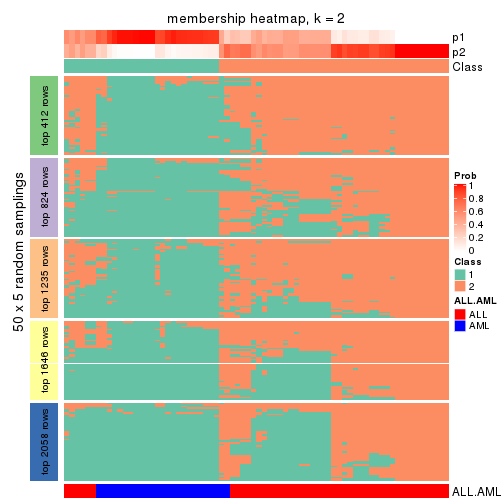 membership heatmap, k = 2
p1
p2
Class
50 x 5 random samplings
top 412 rows
top 824 rows
top 1235 rows
top 1646 rows
top 2058 rows
Prob
1
0.8
0.6
0.4
0.2
0
Class
1
2
ALL.AML
ALL
AML
ALL.AML